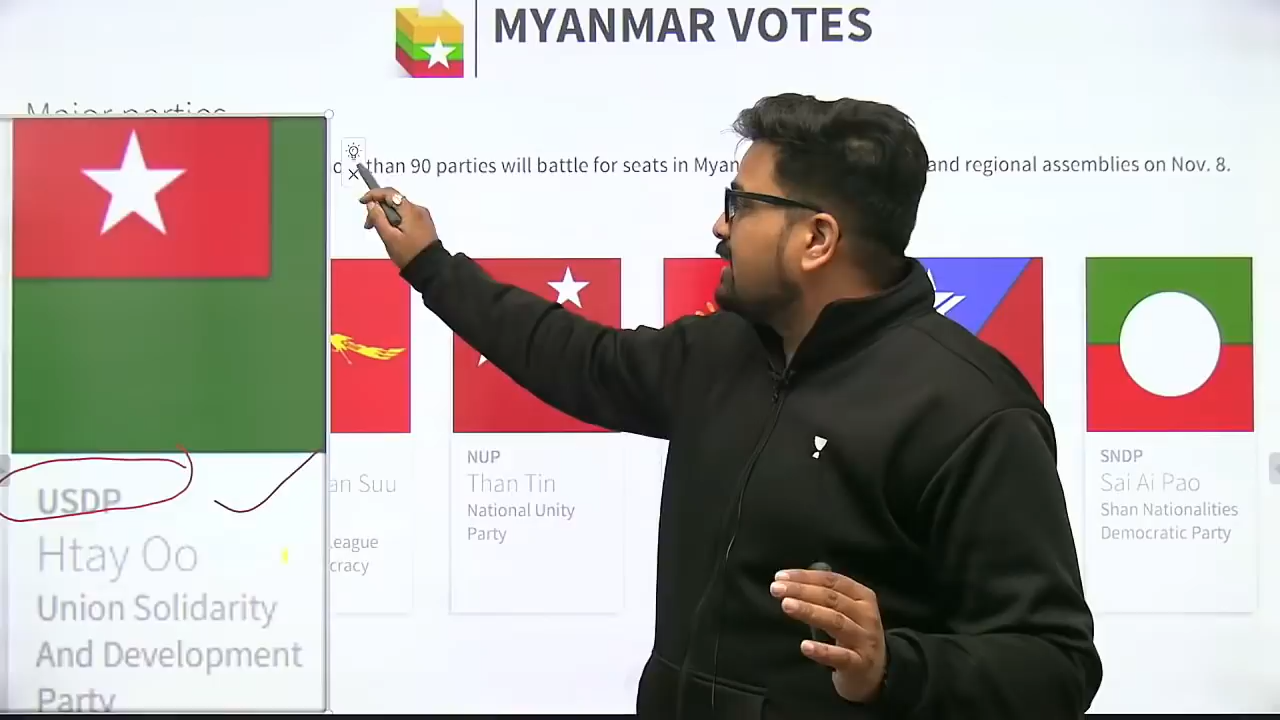 MYANMAR VOTES
Major parties
than 90 parties will battle for seats in Myan
and regional assemblies on Nov. 8.
USDP
Htay Oo
Union Solidarity
And Development
Party
an Suu
eague
cracy
NUP
Than Tin
National Unity
Party
SNDP
Sai Ai Pao
Shan Nationalities
Democratic Party